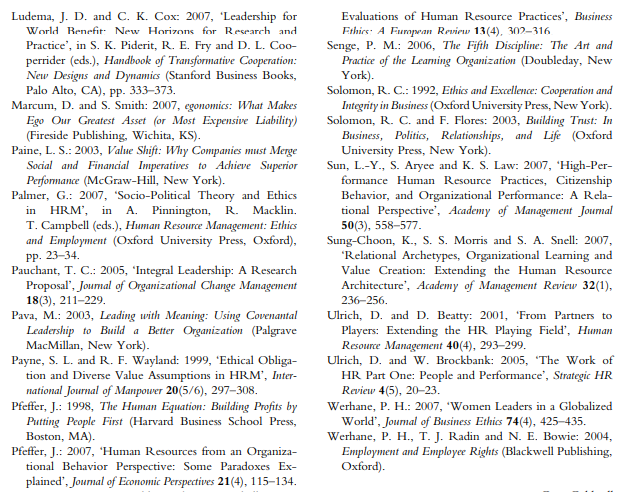 Ludema, J. D. and C. K. Cox: 2007, ‘Leadership for
World Benefit: New Horizons for Research and
Practice’, in S. K. Piderit, R. E. Fry and D. L. Coo-
perrider (eds.), Handbook of Transformative Cooperation:
New Designs and Dynamics (Stanford Business Books,
Palo Alto, CA), pp. 333–373.
Marcum, D. and S. Smith: 2007, egonomics: What Makes
Ego Our Greatest Asset (or Most Expensive Liability)
(Fireside Publishing, Wichita, KS).
Paine, L. S.: 2003, Value Shift: Why Companies must Merge
Social and Financial Imperatives to Achieve Superior
Performance (McGraw-Hill, New York).
Palmer, G.: 2007, ‘Socio-Political Theory and Ethics
in HRM’, in A. Pinnington, R. Macklin.
T. Campbell (eds.), Human Resource Management: Ethics
and Employment (Oxford University Press, Oxford),
pp. 23–34.
Pauchant, T. C.: 2005, ‘Integral Leadership: A Research
Proposal’, Journal of Organizational Change Management
18(3), 211–229.
Pava, M.: 2003, Leading with Meaning: Using Covenantal
Leadership to Build a Better Organization (Palgrave
MacMillan, New York).
Payne, S. L. and R. F. Wayland: 1999, ‘Ethical Obliga-
tion and Diverse Value Assumptions in HRM’, Inter-
national Journal of Manpower 20(5/6), 297–308.
Pfeffer, J.: 1998, The Human Equation: Building Profits by
Putting People First (Harvard Business School Press,
Boston, MA).
Pfeffer, J.: 2007, ‘Human Resources from an Organiza-
tional Behavior Perspective: Some Paradoxes Ex-
plained’, Journal of Economic Perspectives 21(4), 115–134.
Evaluations of Human Resource Practices’, Business
Ethics: A European Review 13(4), 302–316
Senge, P. M.: 2006, The Fifth Discipline: The Art and
Practice of the Learning Organization (Doubleday, New
York).
Solomon, R. C.: 1992, Ethics and Excellence: Cooperation and
Integrity in Business (Oxford University Press, New York).
Solomon, R. C. and F. Flores: 2003, Building Trust: In
Business, Politics, Relationships, and Life (Oxford
University Press, New York).
Sun, L.-Y., S. Aryee and K. S. Law: 2007, ‘High-Per-
formance Human Resource Practices, Citizenship
Behavior, and Organizational Performance: A Rela-
tional Perspective’, Academy of Management Journal
50(3), 558–577.
Sung-Choon, K., S. S. Morris and S. A. Snell: 2007,
‘Relational Archetypes, Organizational Learning and
Value Creation: Extending the Human Resource
Architecture’, Academy of Management Review 32(1),
236–256.
Ulrich, D. and D. Beatty: 2001, ‘From Partners to
Players: Extending the HR Playing Field’, Human
Resource Management 40(4), 293–299.
Ulrich, D. and W. Brockbank: 2005, ‘The Work of
HR Part One: People and Performance’, Strategic HR
Review 4(5), 20–23.
Werhane, P. H.: 2007, ‘Women Leaders in a Globalized
World’, Journal of Business Ethics 74(4), 425–435.
Werhane, P. H., T. J. Radin and N. E. Bowie: 2004,
Employment and Employee Rights (Blackwell Publishing,
Oxford).